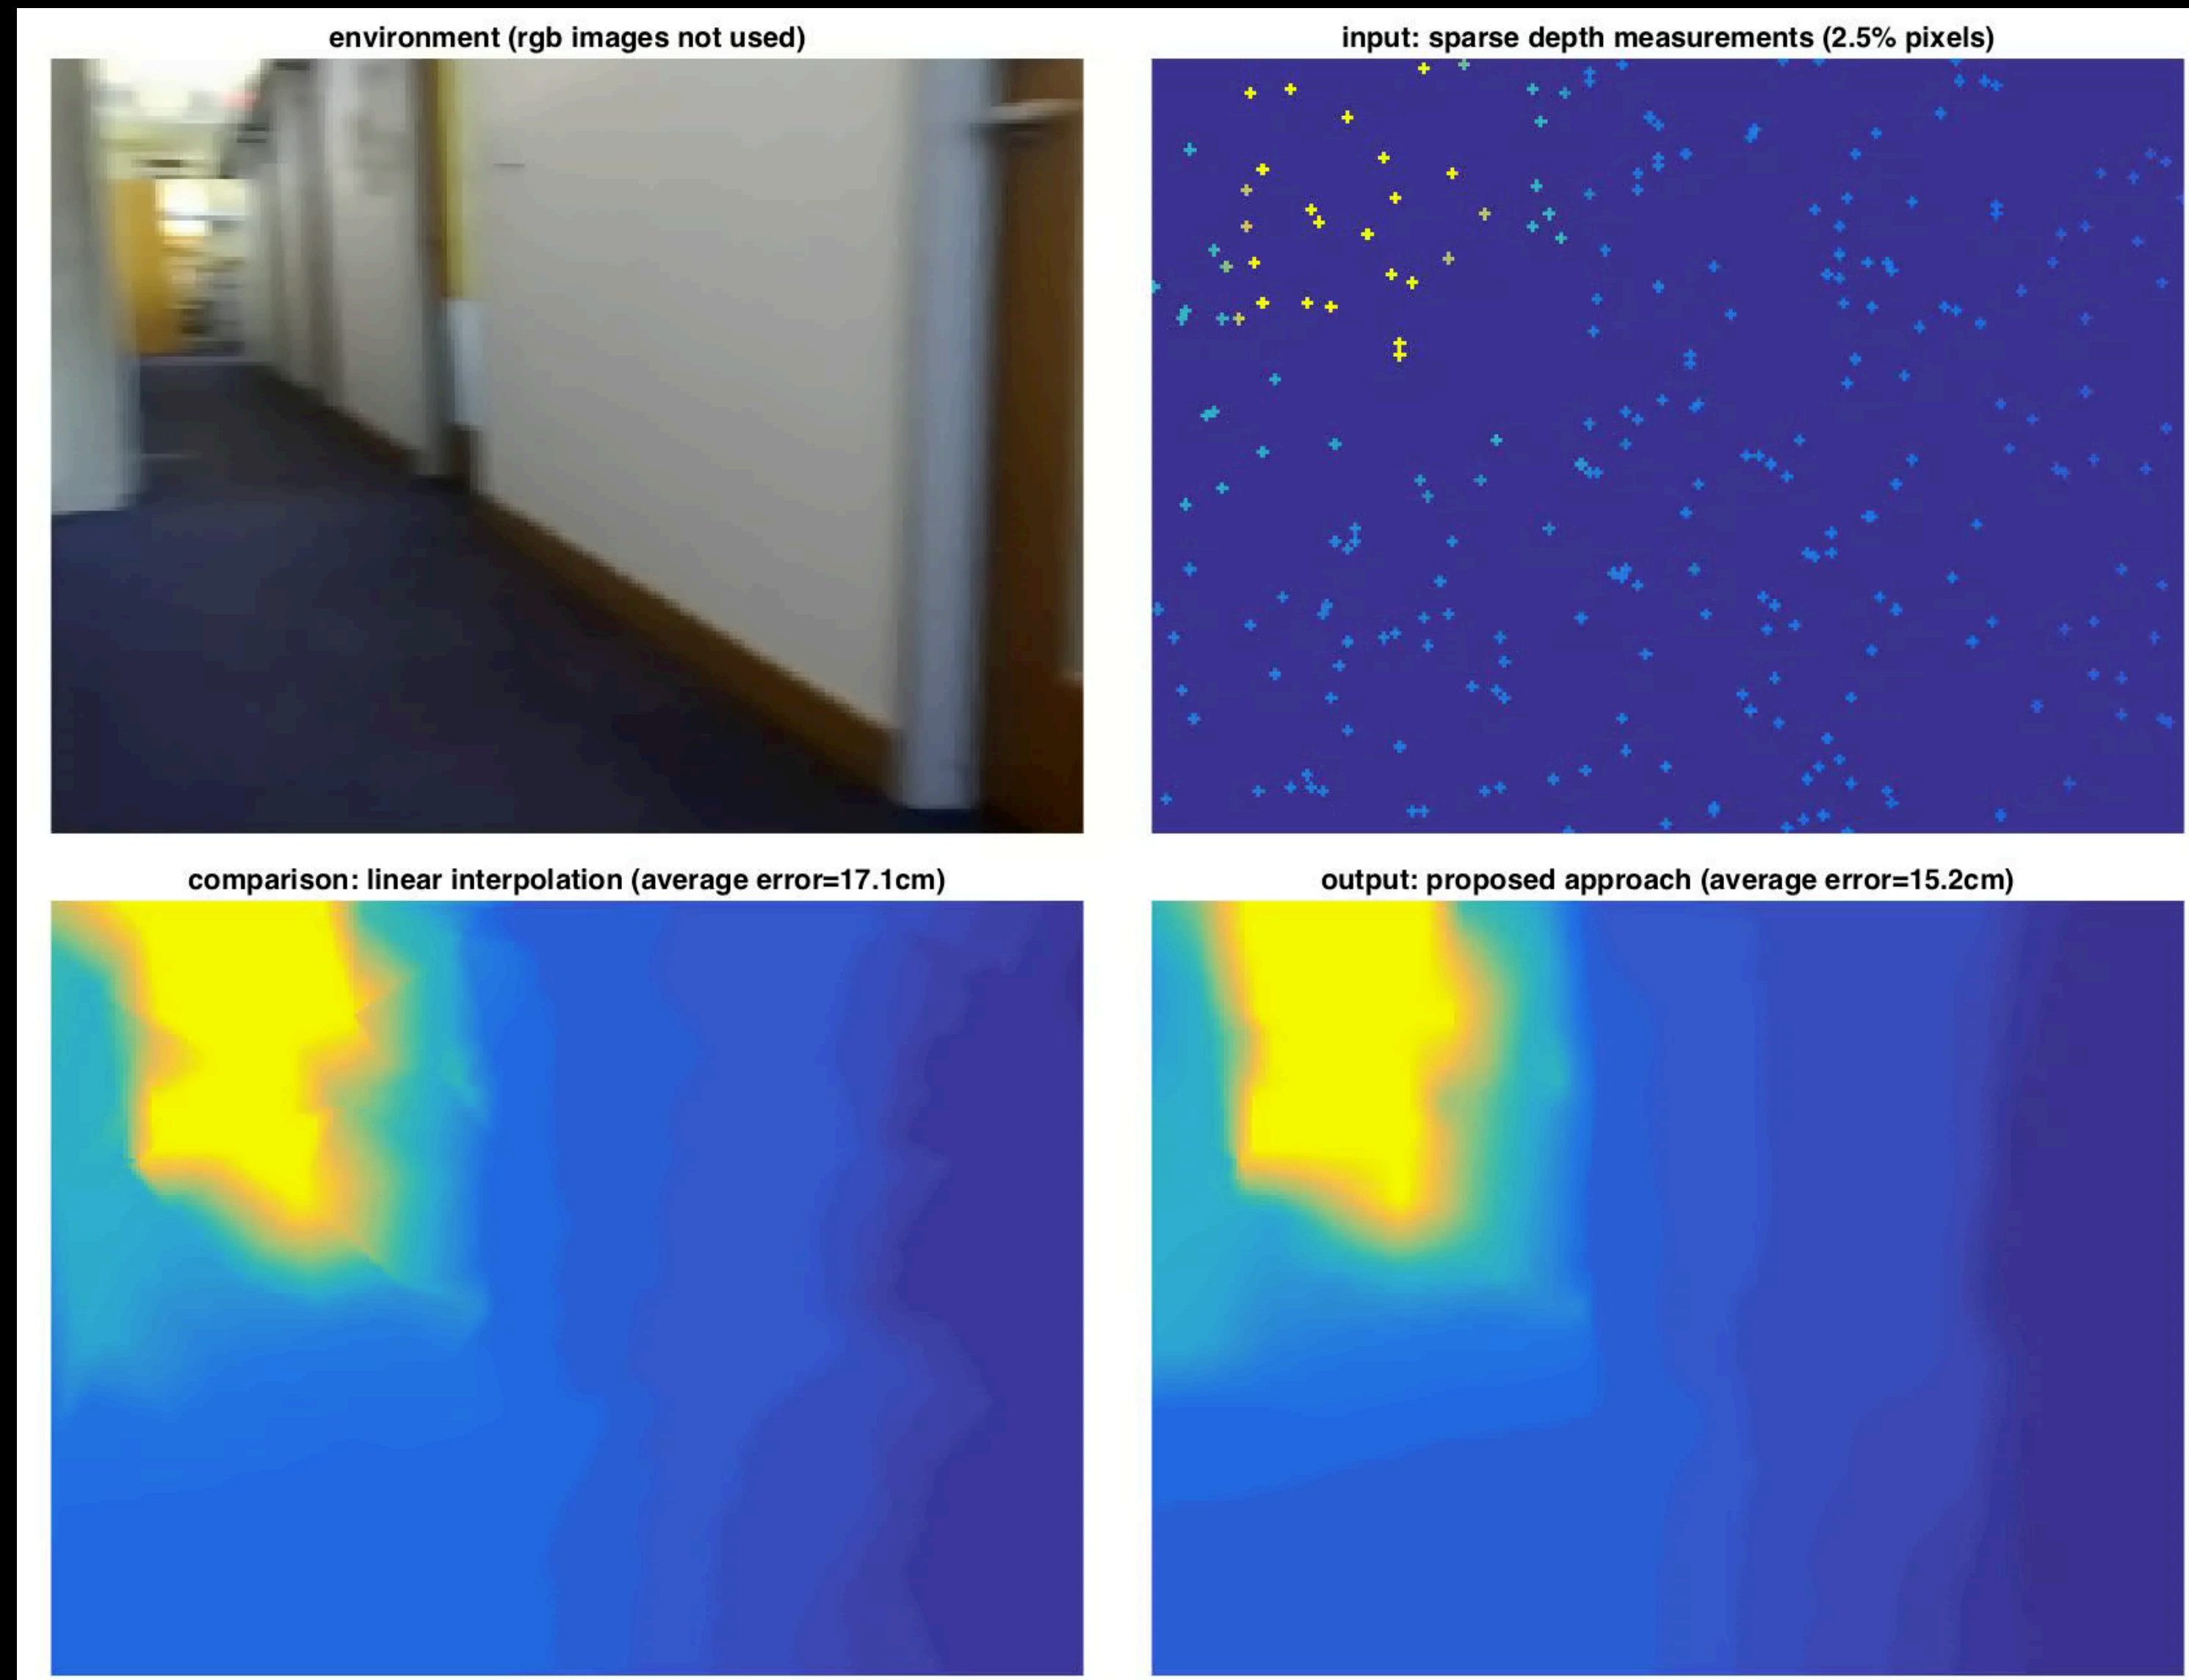 environment (rgb images not used)
input: sparse depth measurements (2.5% pixels)
comparison: linear interpolation (average error=17.1cm)
output: proposed approach (average error=15.2cm)